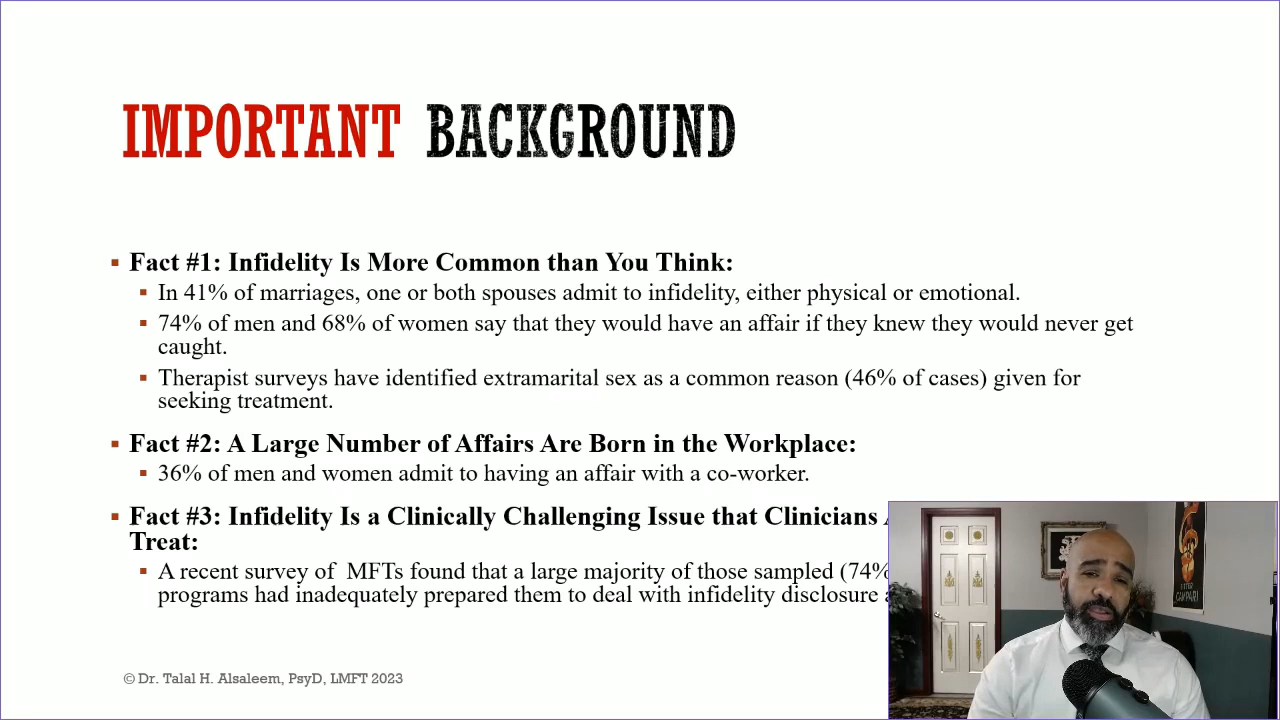 IMPORTANT BACKGROUND
Fact #1: Infidelity Is More Common than You Think:
In 41% of marriages, one or both spouses admit to infidelity, either physical or emotional.
74% of men and 68% of women say that they would have an affair if they knew they would never get
caught.
Therapist surveys have identified extramarital sex as a common reason (46% of cases) given for
seeking treatment.
Fact #2: A Large Number of Affairs Are Born in the Workplace:
36% of men and women admit to having an affair with a co-worker.
Fact #3: Infidelity Is a Clinically Challenging Issue that Clinicians
Treat:
A recent survey of MFTs found that a large majority of those sampled (74%
programs had inadequately prepared them to deal with infidelity disclosure
© Dr. Talal H. Alsaleem, PsyD, LMFT 2023
CAMPARI